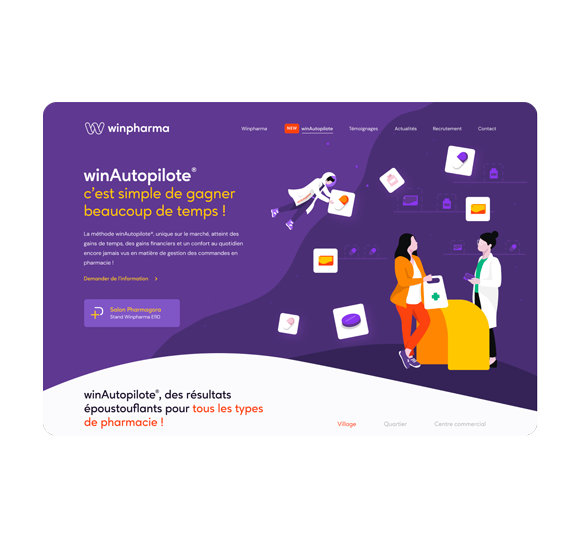 winpharma
Winpharma NEW winAutopilote Témoignages Actualités Recrutement Contact
winAutopilote®
c'est simple de gagner
beaucoup de temps !
La méthode winAutopilote®, unique sur le marché, atteint des
gains de temps, des gains financiers et un confort au quotidien
encore jamais vus en matière de gestion des commandes en
pharmacie !
Demander de l'information >
Salon Pharmagora
Stand Winpharma E110
winAutopilote®, des résultats
époustouflants pour tous les types
de pharmacie !
Village Quartier Centre commercial